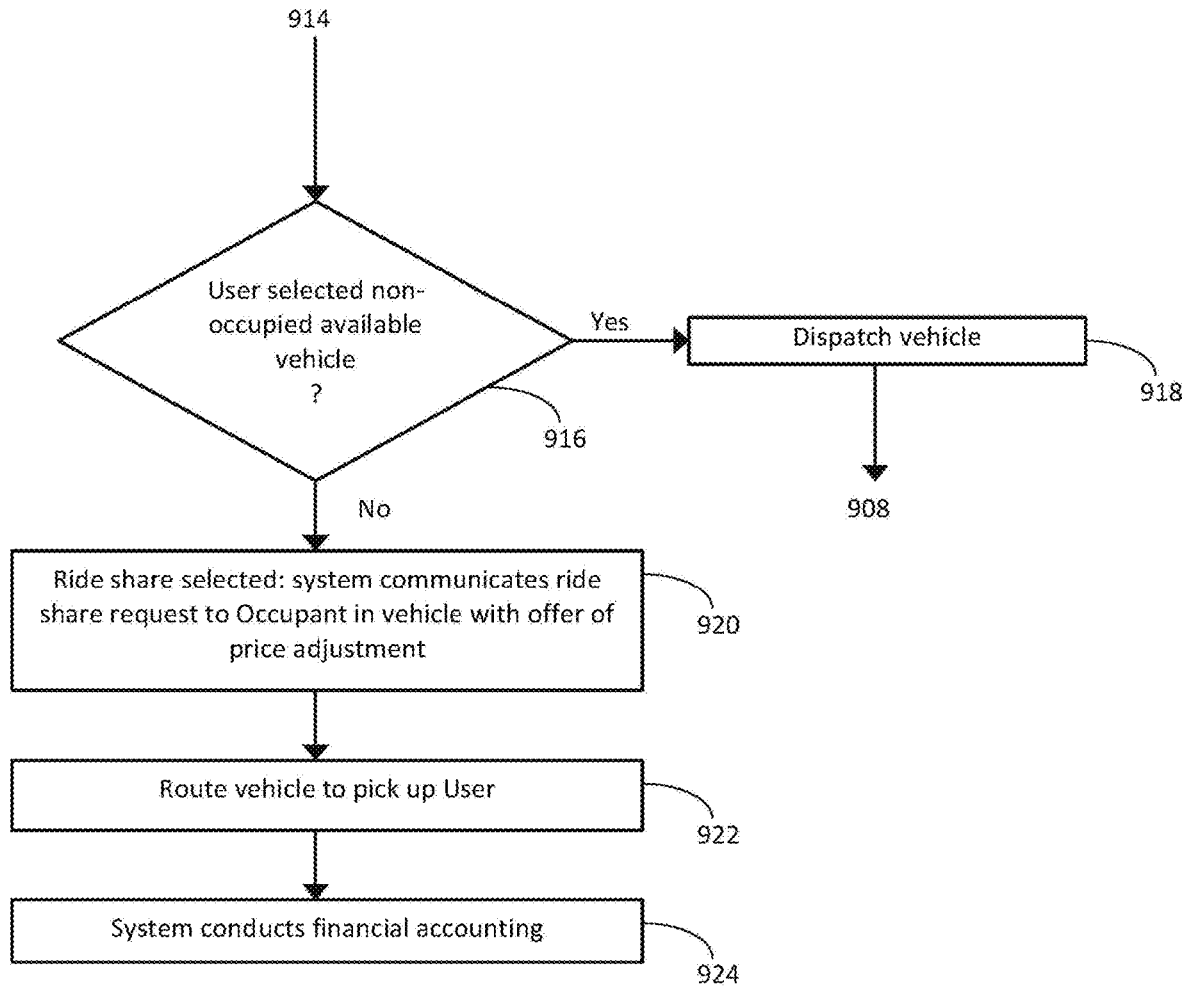 914
User selected non-
occupied available
vehicle
?
916
Yes
Dispatch vehicle
918
908
No
Ride share selected: system communicates ride
share request to Occupant in vehicle with offer of
price adjustment
920
Route vehicle to pick up User
922
System conducts financial accounting
924